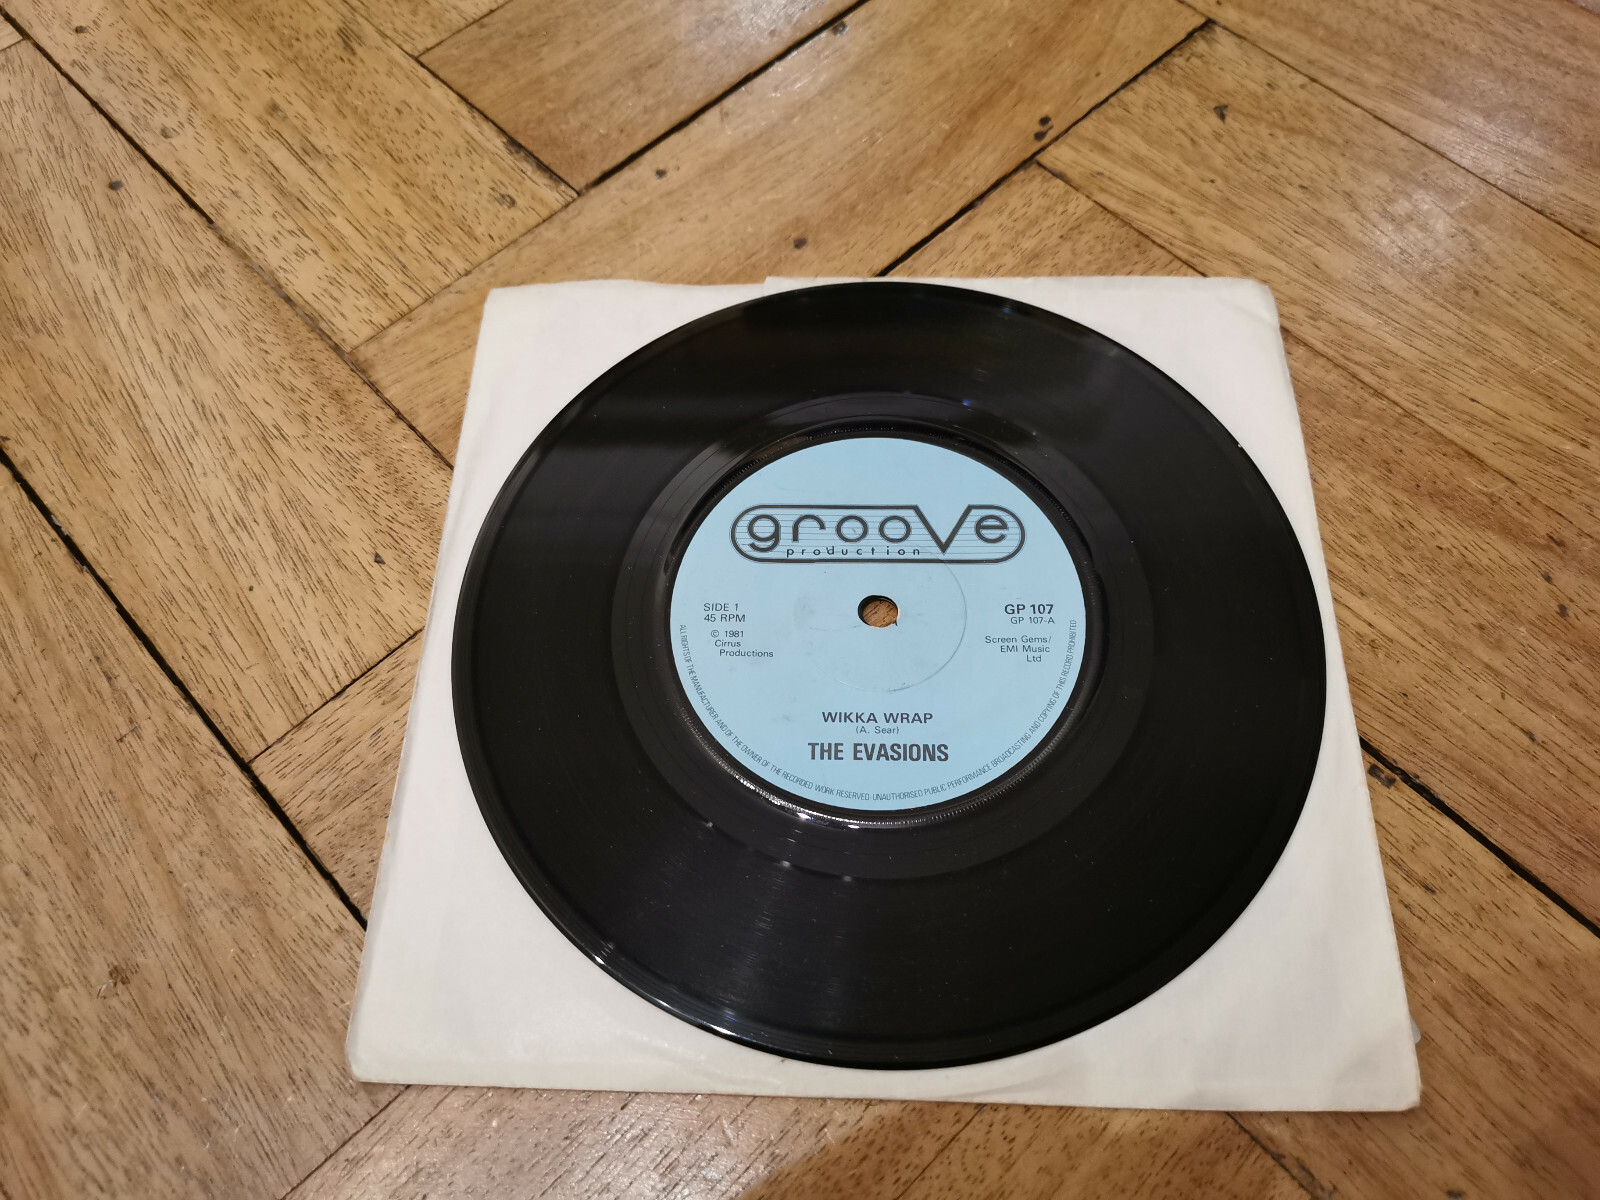 groove
production
SIDE 1
45 RPM
© 1981
Cirrus
Productions
GP 107
GP 107-A
Screen Gems/
EMI Music
Ltd
WIKKA WRAP
(A. Sear)
THE EVASIONS
ALL RIGHTS OF THE MANUFACTURER AND OF THE OWNER OF THE RECORDED WORK RESERVED UNAUTHORISED PUBLIC PERFORMANCE BROADCASTING AND COPYING OF THIS RECORD PROHIBITED